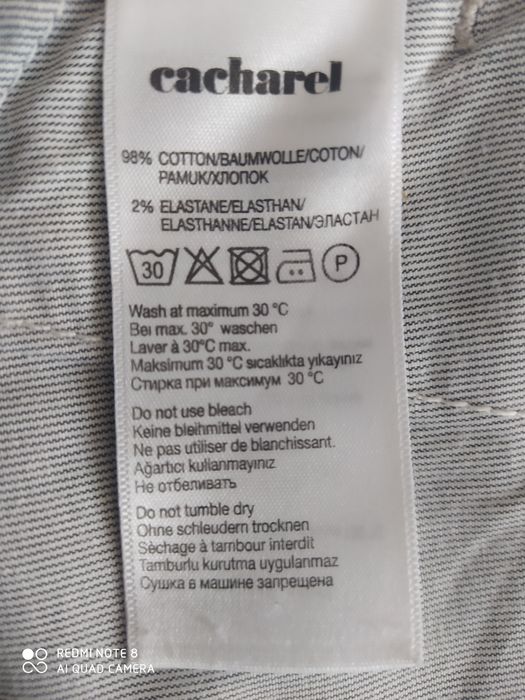 cacharel
98% COTTON/BAUMWOLLE/COTON/
PAMUK/ХЛОПОК
2% ELASTANE/ELASTHAN/
ELASTHANNE/ELASTAN/ЭЛАСТАН
30 P
Wash at maximum 30 °C
Bei max. 30° waschen
Laver à 30°C max.
Maksimum 30 °C sıcaklıkta yıkayınız
Стирка при максимум 30 °C
Do not use bleach
Keine bleihmittel verwenden
Ne pas utiliser de blanchissant.
Ağartıcı kullanmayınız
Не отбеливать
Do not tumble dry
Ohne schleudern trocknen
Sèchage à tambour interdit
Tamburlu kurutma uygulanmaz
Сушка в машине запрещена
REDMI NOTE 8
AI QUAD CAMERA